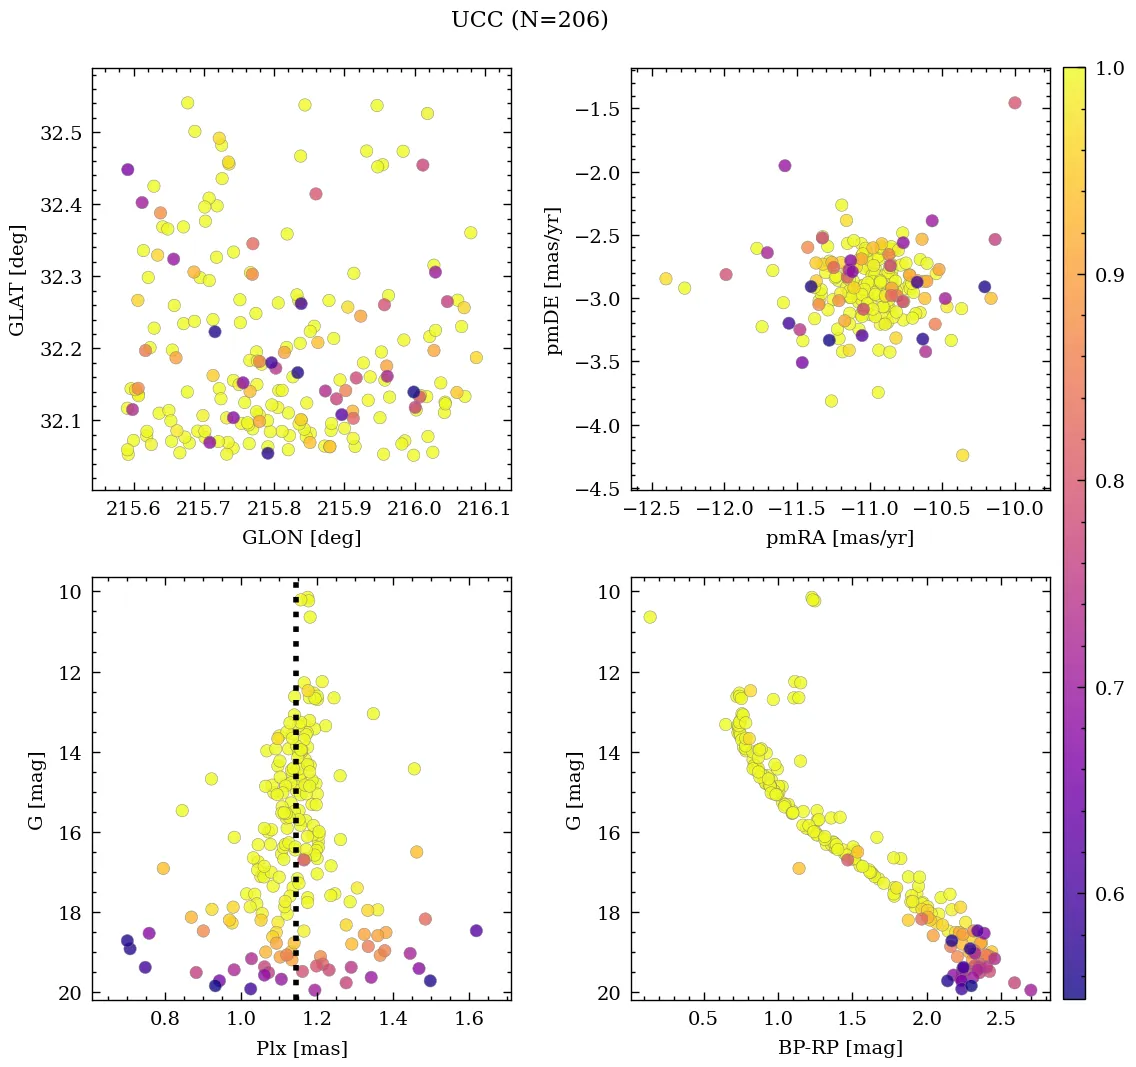 UCC (N=206)
32.5
32.4
32.3
32.2
32.1
GLAT [deg]
215.6 215.7 215.8 215.9 216.0 216.1
GLON [deg]
−1.5
−2.0
−2.5
−3.0
−3.5
−4.0
−4.5
pmDE [mas/yr]
−12.5 −12.0 −11.5 −11.0 −10.5 −10.0
pmRA [mas/yr]
1.0
0.9
0.8
0.7
0.6
10
12
14
16
18
20
G [mag]
0.8 1.0 1.2 1.4 1.6
Plx [mas]
10
12
14
16
18
20
G [mag]
0.5 1.0 1.5 2.0 2.5
BP-RP [mag]